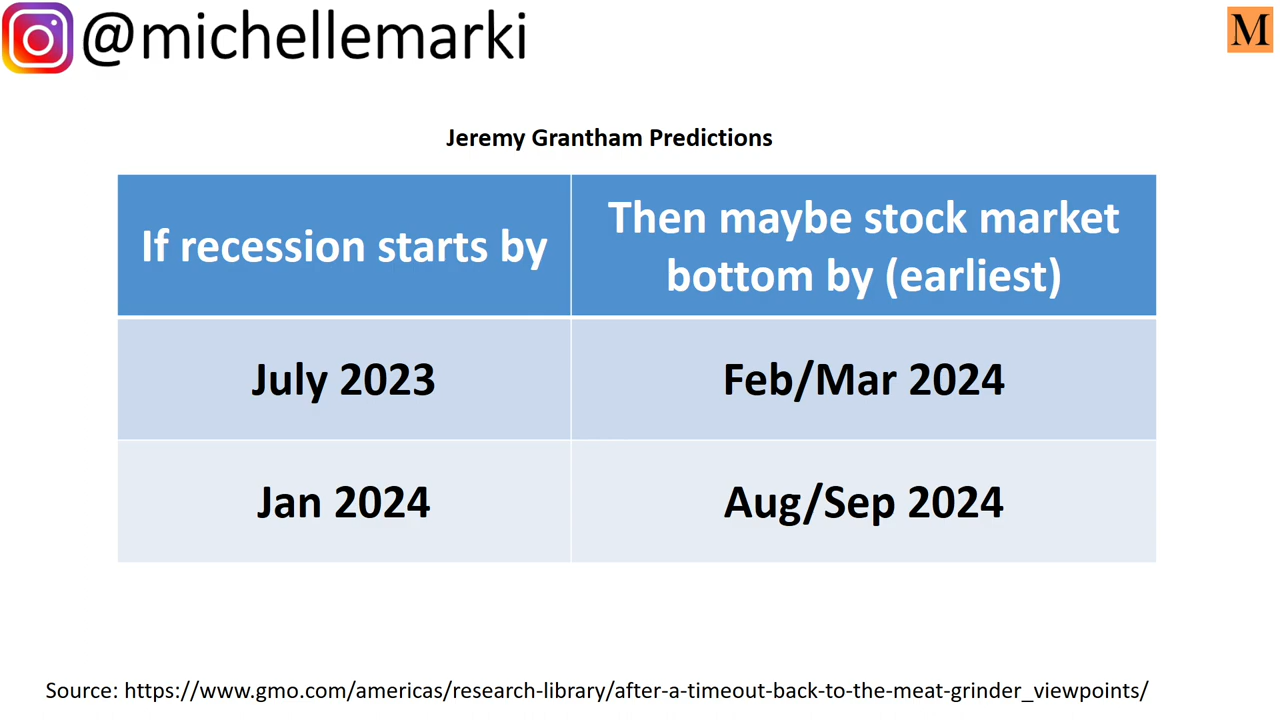 @michellemarki
M
Jeremy Grantham Predictions
If recession starts by
Then maybe stock market
bottom by (earliest)
July 2023
Feb/Mar 2024
Jan 2024
Aug/Sep 2024
Source: https://www.gmo.com/americas/research-library/after-a-timeout-back-to-the-meat-grinder_viewpoints/